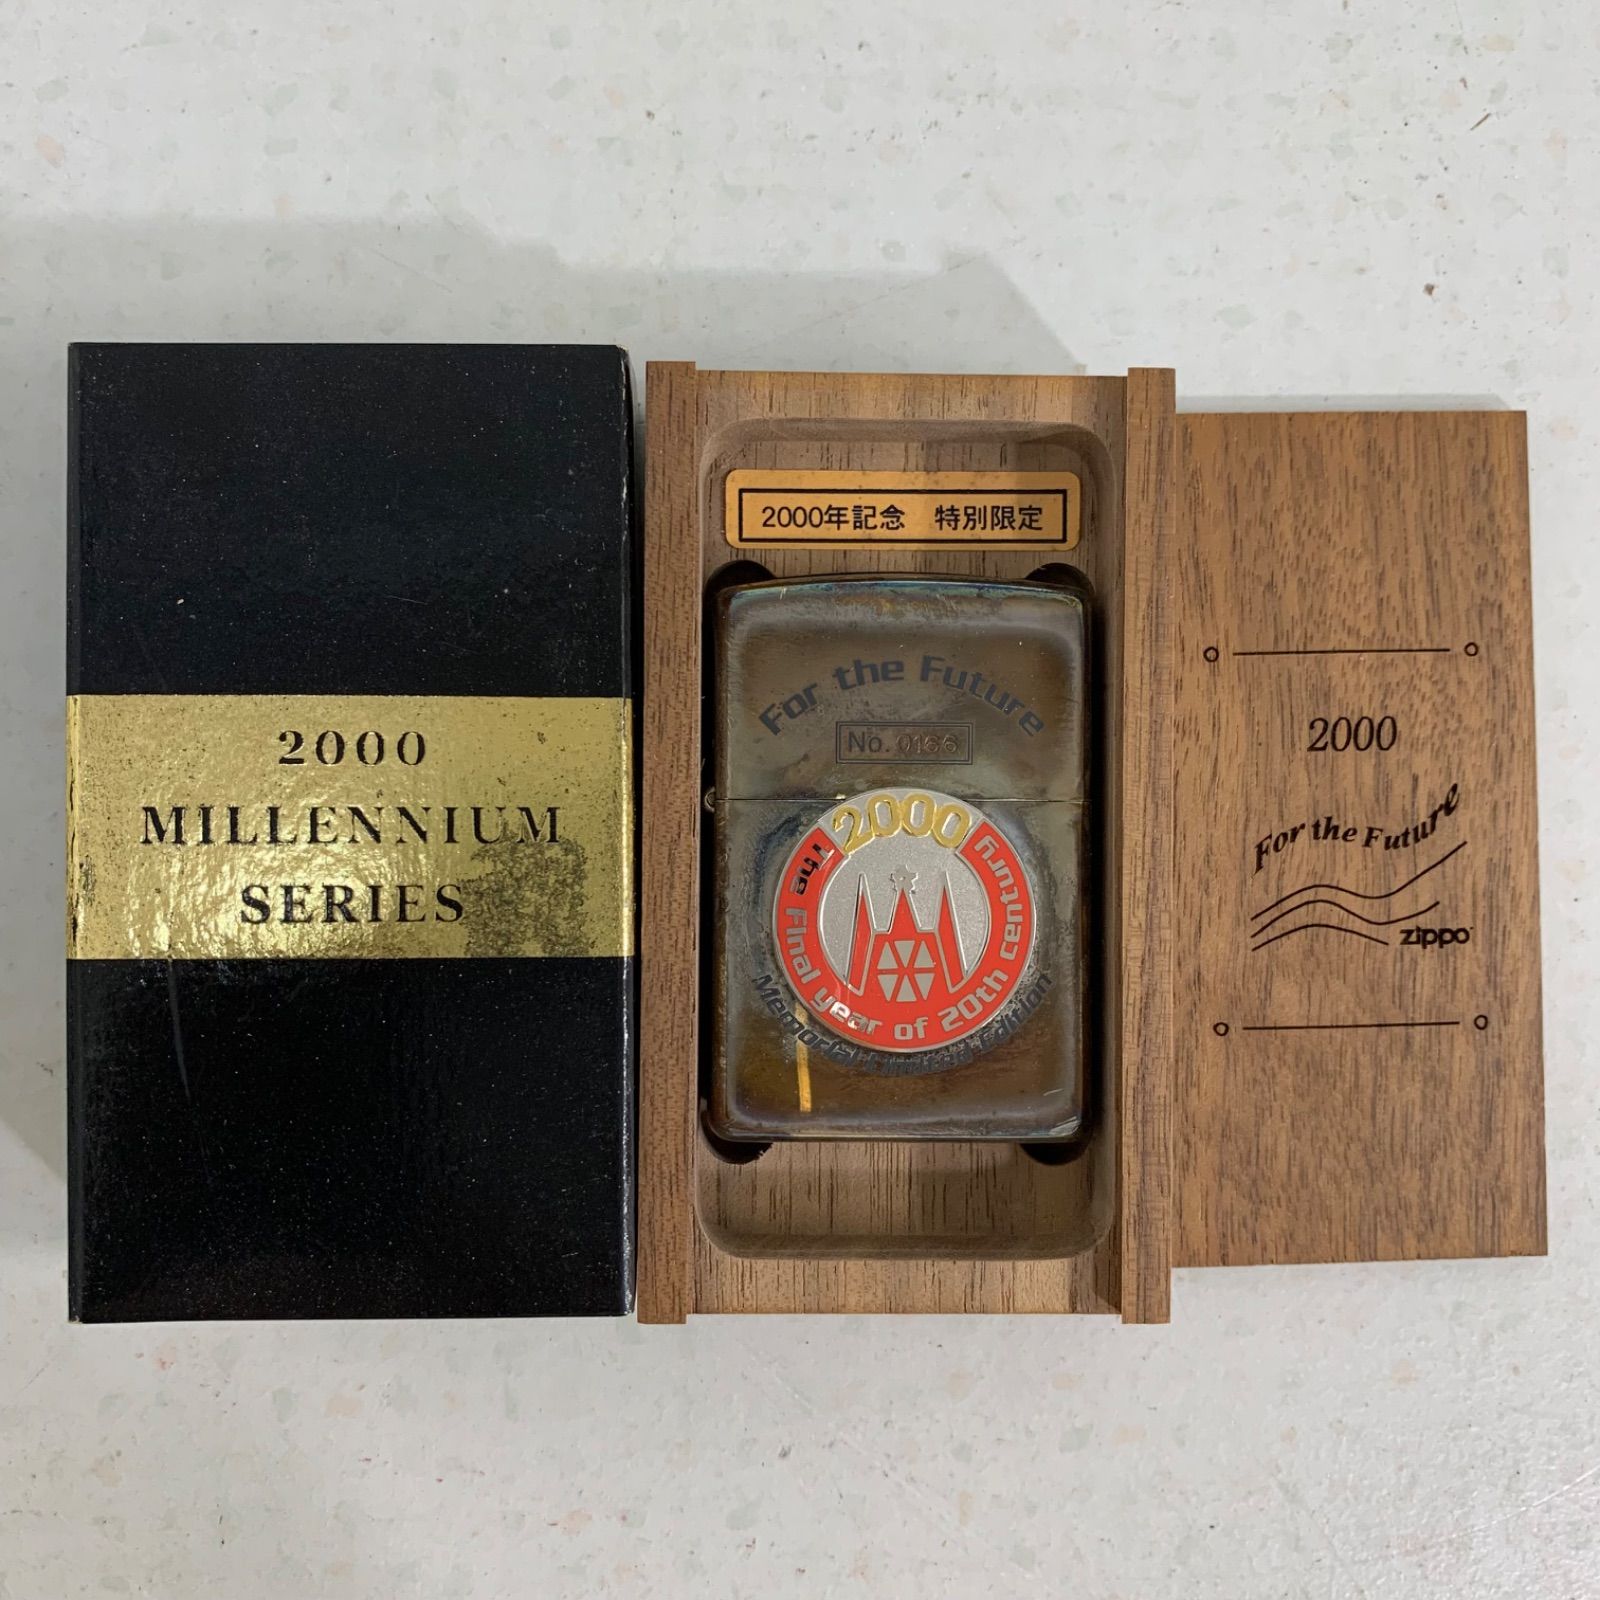 2000
MILLENNIUM
SERIES
2000年記念　特別限定
For the Future
No. 0166
2000
The Final year of 20th century
Memorial Limited Edition
2000
For the Future
zippo